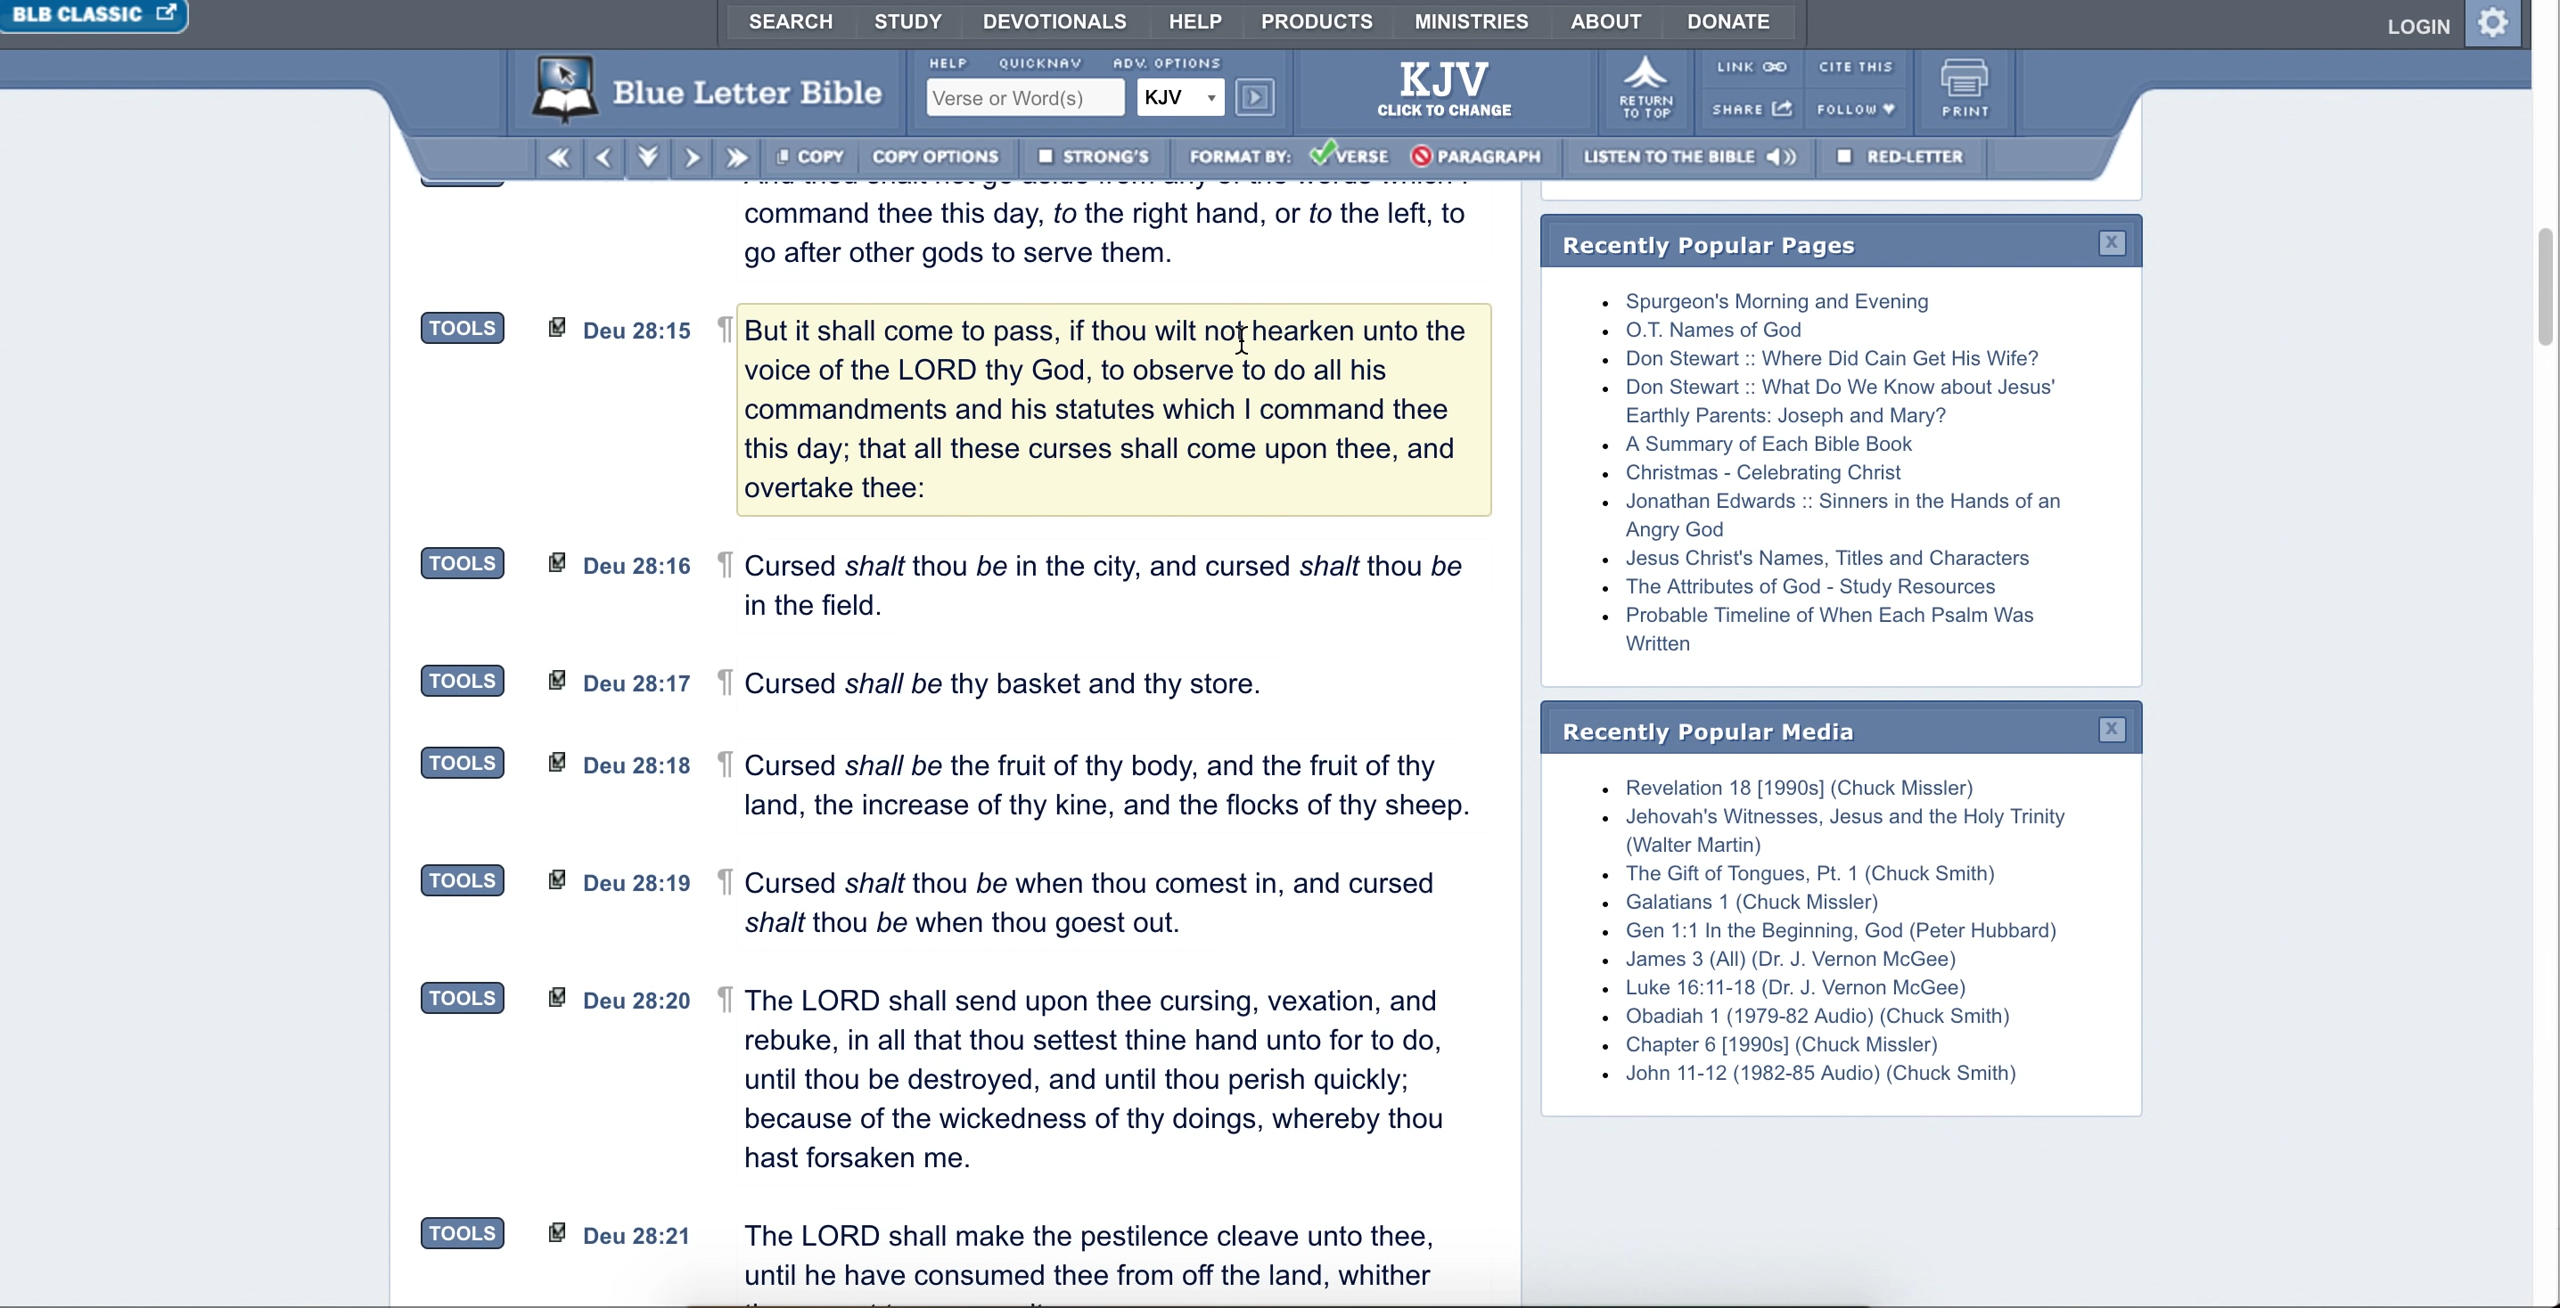 BLB CLASSIC
SEARCH STUDY DEVOTIONALS HELP PRODUCTS MINISTRIES ABOUT DONATE
LOGIN
Blue Letter Bible
HELP QUICKNAV ADV. OPTIONS
Verse or Word(s) KJV
KJV
CLICK TO CHANGE
RETURN
TO TOP
LINK CITE THIS
SHARE FOLLOW
PRINT
COPY COPY OPTIONS STRONG'S FORMAT BY: VERSE PARAGRAPH LISTEN TO THE BIBLE RED-LETTER
And thou shalt not go aside from any of the words which I
command thee this day, to the right hand, or to the left, to
go after other gods to serve them.
TOOLS Deu 28:15 ¶ But it shall come to pass, if thou wilt not hearken unto the
voice of the LORD thy God, to observe to do all his
commandments and his statutes which I command thee
this day; that all these curses shall come upon thee, and
overtake thee:
TOOLS Deu 28:16 ¶ Cursed shalt thou be in the city, and cursed shalt thou be
in the field.
TOOLS Deu 28:17 ¶ Cursed shall be thy basket and thy store.
TOOLS Deu 28:18 ¶ Cursed shall be the fruit of thy body, and the fruit of thy
land, the increase of thy kine, and the flocks of thy sheep.
TOOLS Deu 28:19 ¶ Cursed shalt thou be when thou comest in, and cursed
shalt thou be when thou goest out.
TOOLS Deu 28:20 ¶ The LORD shall send upon thee cursing, vexation, and
rebuke, in all that thou settest thine hand unto for to do,
until thou be destroyed, and until thou perish quickly;
because of the wickedness of thy doings, whereby thou
hast forsaken me.
TOOLS Deu 28:21 The LORD shall make the pestilence cleave unto thee,
until he have consumed thee from off the land, whither
Recently Popular Pages X
• Spurgeon's Morning and Evening
• O.T. Names of God
• Don Stewart :: Where Did Cain Get His Wife?
• Don Stewart :: What Do We Know about Jesus'
Earthly Parents: Joseph and Mary?
• A Summary of Each Bible Book
• Christmas - Celebrating Christ
• Jonathan Edwards :: Sinners in the Hands of an
Angry God
• Jesus Christ's Names, Titles and Characters
• The Attributes of God - Study Resources
• Probable Timeline of When Each Psalm Was
Written
Recently Popular Media X
• Revelation 18 [1990s] (Chuck Missler)
• Jehovah's Witnesses, Jesus and the Holy Trinity
(Walter Martin)
• The Gift of Tongues, Pt. 1 (Chuck Smith)
• Galatians 1 (Chuck Missler)
• Gen 1:1 In the Beginning, God (Peter Hubbard)
• James 3 (All) (Dr. J. Vernon McGee)
• Luke 16:11-18 (Dr. J. Vernon McGee)
• Obadiah 1 (1979-82 Audio) (Chuck Smith)
• Chapter 6 [1990s] (Chuck Missler)
• John 11-12 (1982-85 Audio) (Chuck Smith)